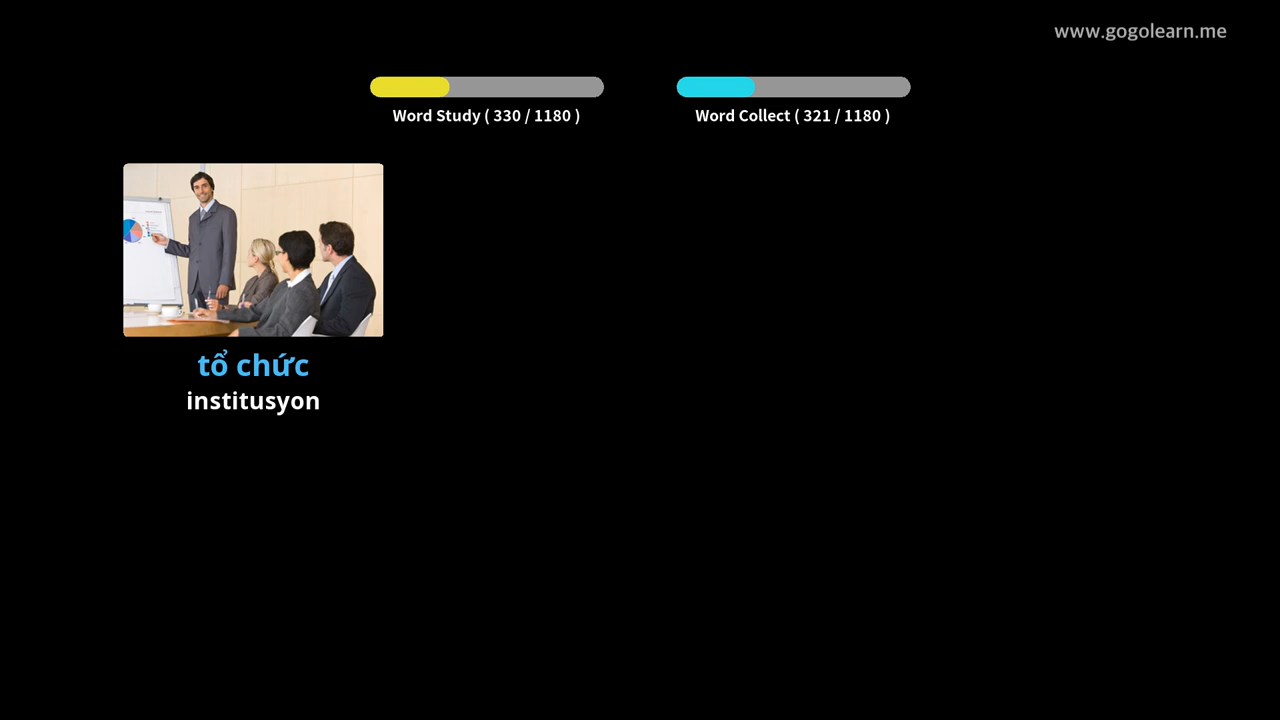 www.gogolearn.me
Word Study ( 330 / 1180 )
Word Collect ( 321 / 1180 )
tổ chức
institusyon